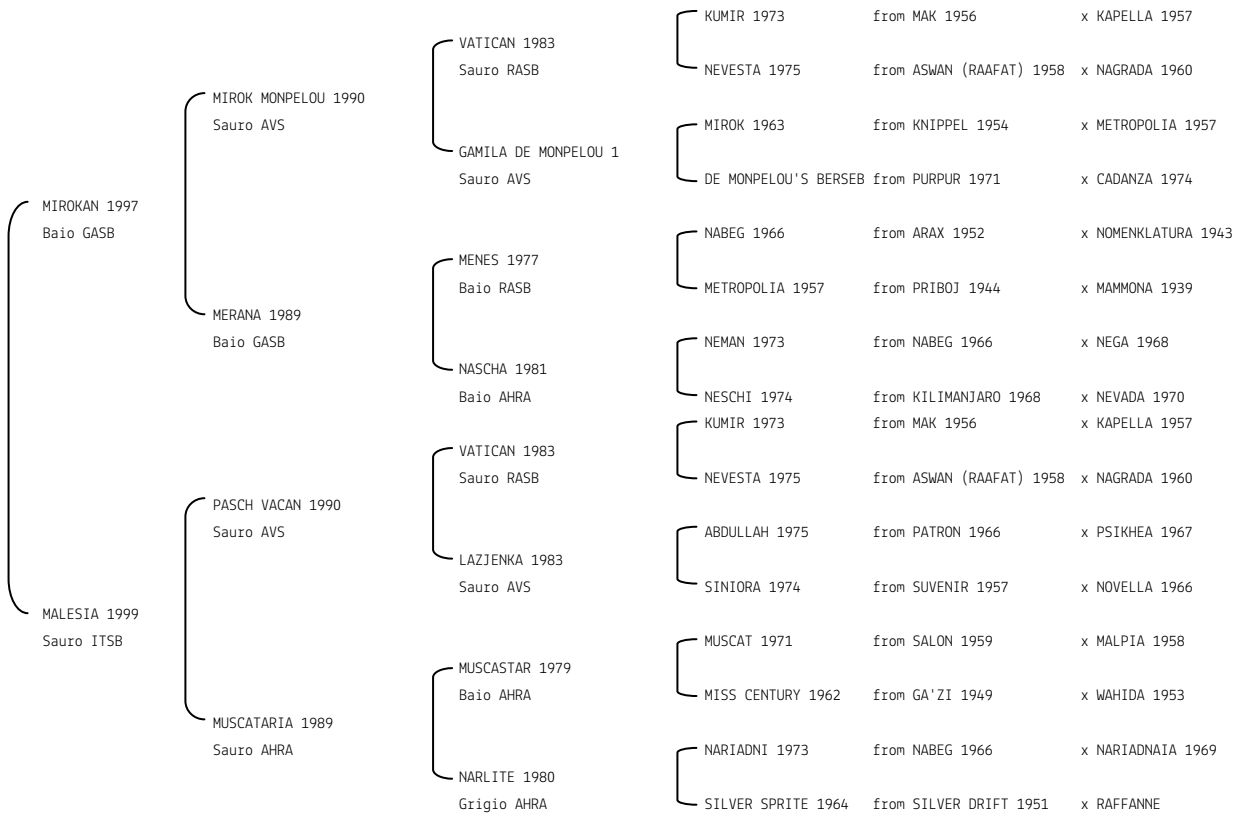 KUMIR 1973 from MAK 1956 x KAPELLA 1957
VATICAN 1983
Sauro RASB NEVESTA 1975 from ASWAN (RAAFAT) 1958 x NAGRADA 1960
MIROK MONPELOU 1990
Sauro AVS MIROK 1963 from KNIPPEL 1954 x METROPOLIA 1957
GAMILA DE MONPELOU 1
Sauro AVS DE MONPELOU'S BERSEB from PURPUR 1971 x CADANZA 1974
MIROKAN 1997
Baio GASB NABEG 1966 from ARAX 1952 x NOMENKLATURA 1943
MENES 1977
Baio RASB METROPOLIA 1957 from PRIBOJ 1944 x MAMMONA 1939
MERANA 1989
Baio GASB NEMAN 1973 from NABEG 1966 x NEGA 1968
NASCHA 1981
Baio AHRA NESCHI 1974 from KILIMANJARO 1968 x NEVADA 1970
KUMIR 1973 from MAK 1956 x KAPELLA 1957
VATICAN 1983
Sauro RASB NEVESTA 1975 from ASWAN (RAAFAT) 1958 x NAGRADA 1960
PASCH VACAN 1990
Sauro AVS ABDULLAH 1975 from PATRON 1966 x PSIKHEA 1967
LAZJENKA 1983
Sauro AVS SINIORA 1974 from SUVENIR 1957 x NOVELLA 1966
MALESIA 1999
Sauro ITSB MUSCAT 1971 from SALON 1959 x MALPIA 1958
MUSCASTAR 1979
Baio AHRA MISS CENTURY 1962 from GA'ZI 1949 x WAHIDA 1953
MUSCATARIA 1989
Sauro AHRA NARIADNI 1973 from NABEG 1966 x NARIADNAIA 1969
NARLITE 1980
Grigio AHRA SILVER SPRITE 1964 from SILVER DRIFT 1951 x RAFFANNE